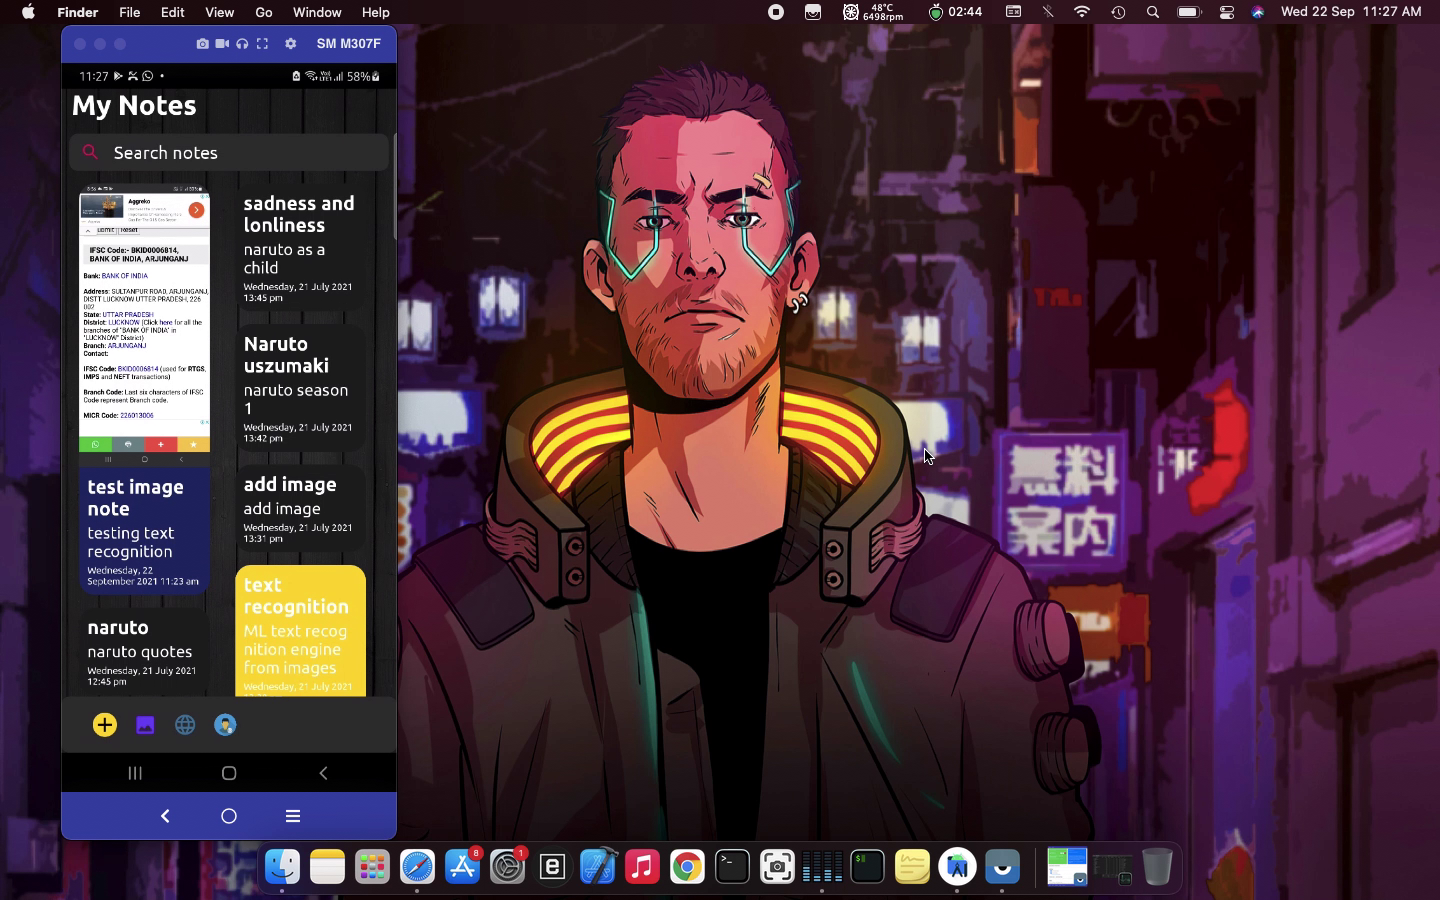 Finder File Edit View Go Window Help
48°C
6498rpm
02:44
Wed 22 Sep 11:27 AM
SM M307F
11:27
58%
My Notes
Search notes
Aggreko
Submit Reset
IFSC Code:- BKID0006814,
BANK OF INDIA, ARJUNGANJ
Bank: BANK OF INDIA
Address: SULTANPUR ROAD, ARJUNGANJ,
DISTT LUCKNOW UTTER PRADESH, 226
002
State: UTTAR PRADESH
District: LUCKNOW (Click here for all the
branches of "BANK OF INDIA" in
"LUCKNOW" District)
Branch: ARJUNGANJ
Contact:
IFSC Code: BKID0006814 (used for RTGS,
IMPS and NEFT transactions)
Branch Code: Last six characters of IFSC
Code represent Branch code.
MICR Code: 226013006
test image
note
testing text
recognition
Wednesday, 22
September 2021 11:23 am
naruto
naruto quotes
Wednesday, 21 July 2021
12:45 pm
sadness and
lonliness
naruto as a
child
Wednesday, 21 July 2021
13:45 pm
Naruto
uszumaki
naruto season
1
Wednesday, 21 July 2021
13:42 pm
add image
add image
Wednesday, 21 July 2021
13:31 pm
text
recognition
ML text recog
nition engine
from images
Wednesday, 21 July 2021
無料
案内
8
1